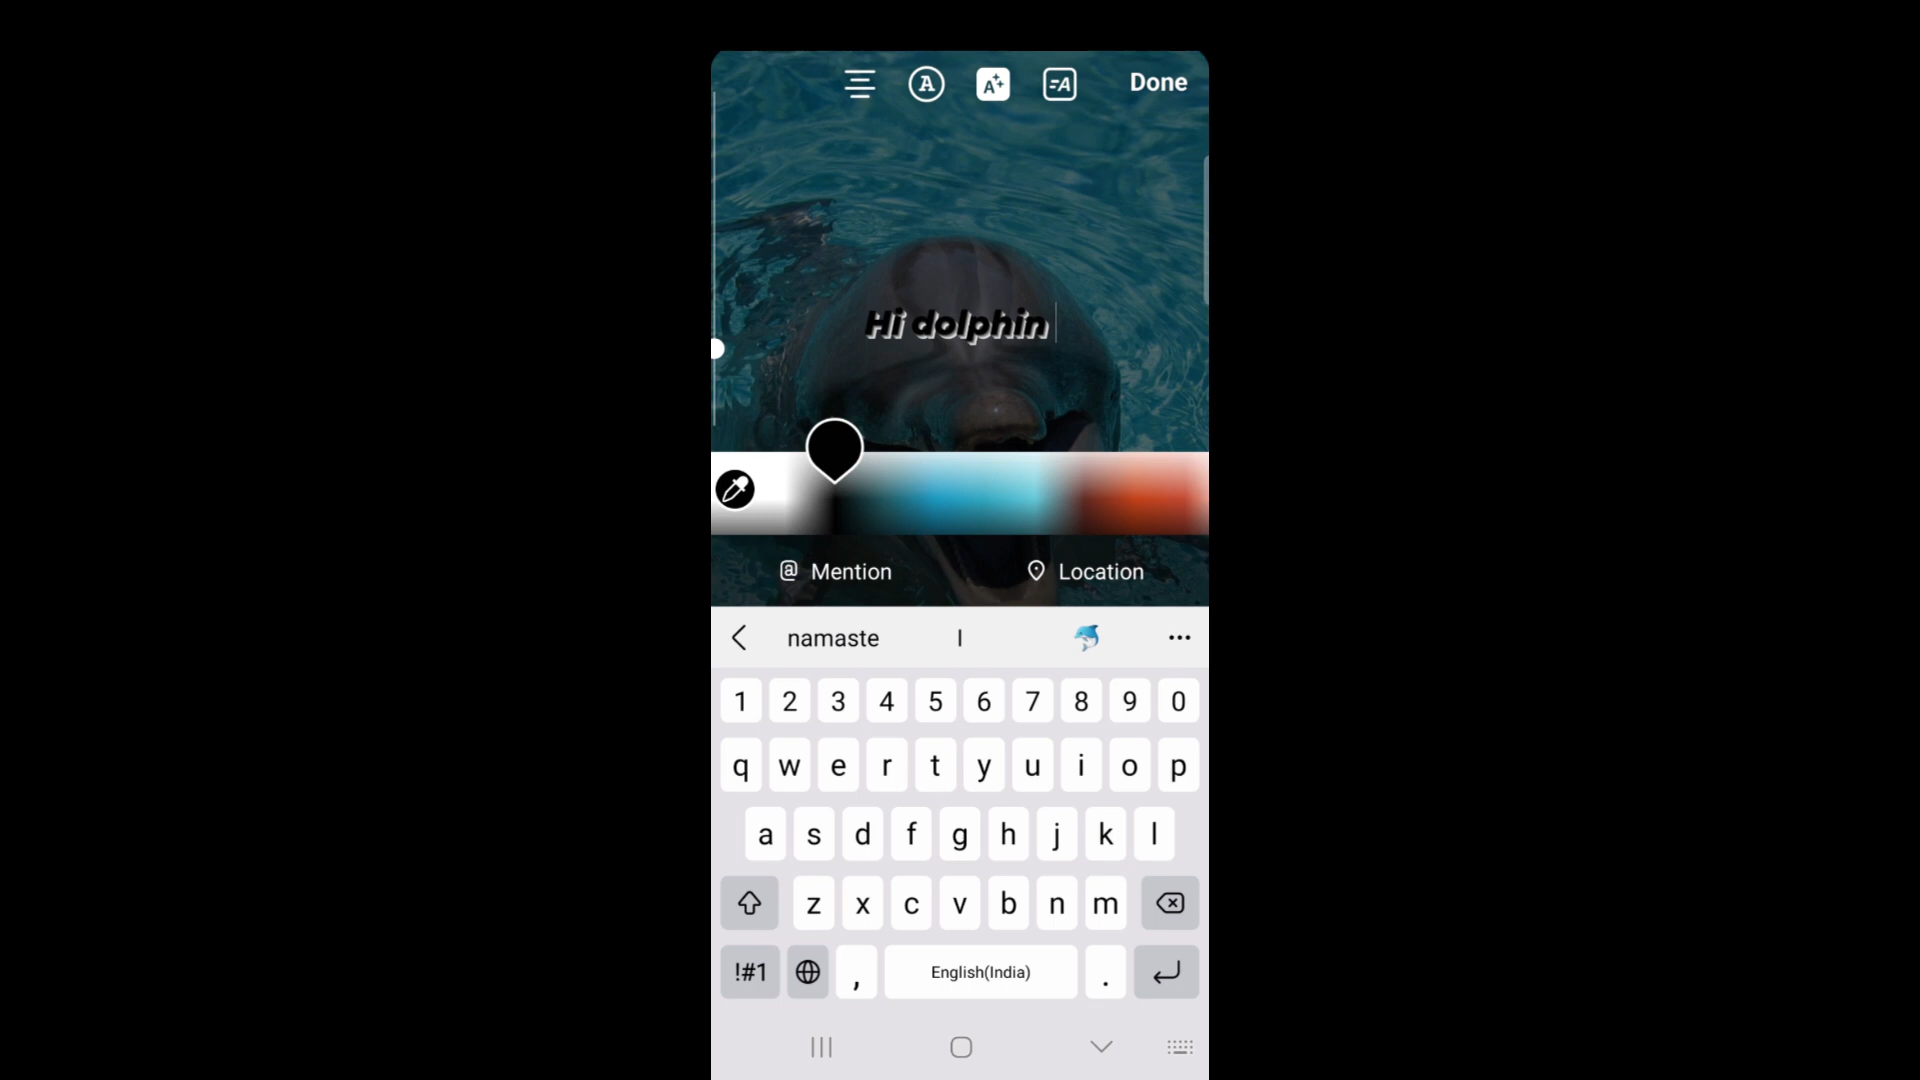 Done
Hi dolphin
Mention
Location
namaste I
1 2 3 4 5 6 7 8 9 0
q w e r t y u i o p
a s d f g h j k l
z x c v b n m
!#1 , English(India) .